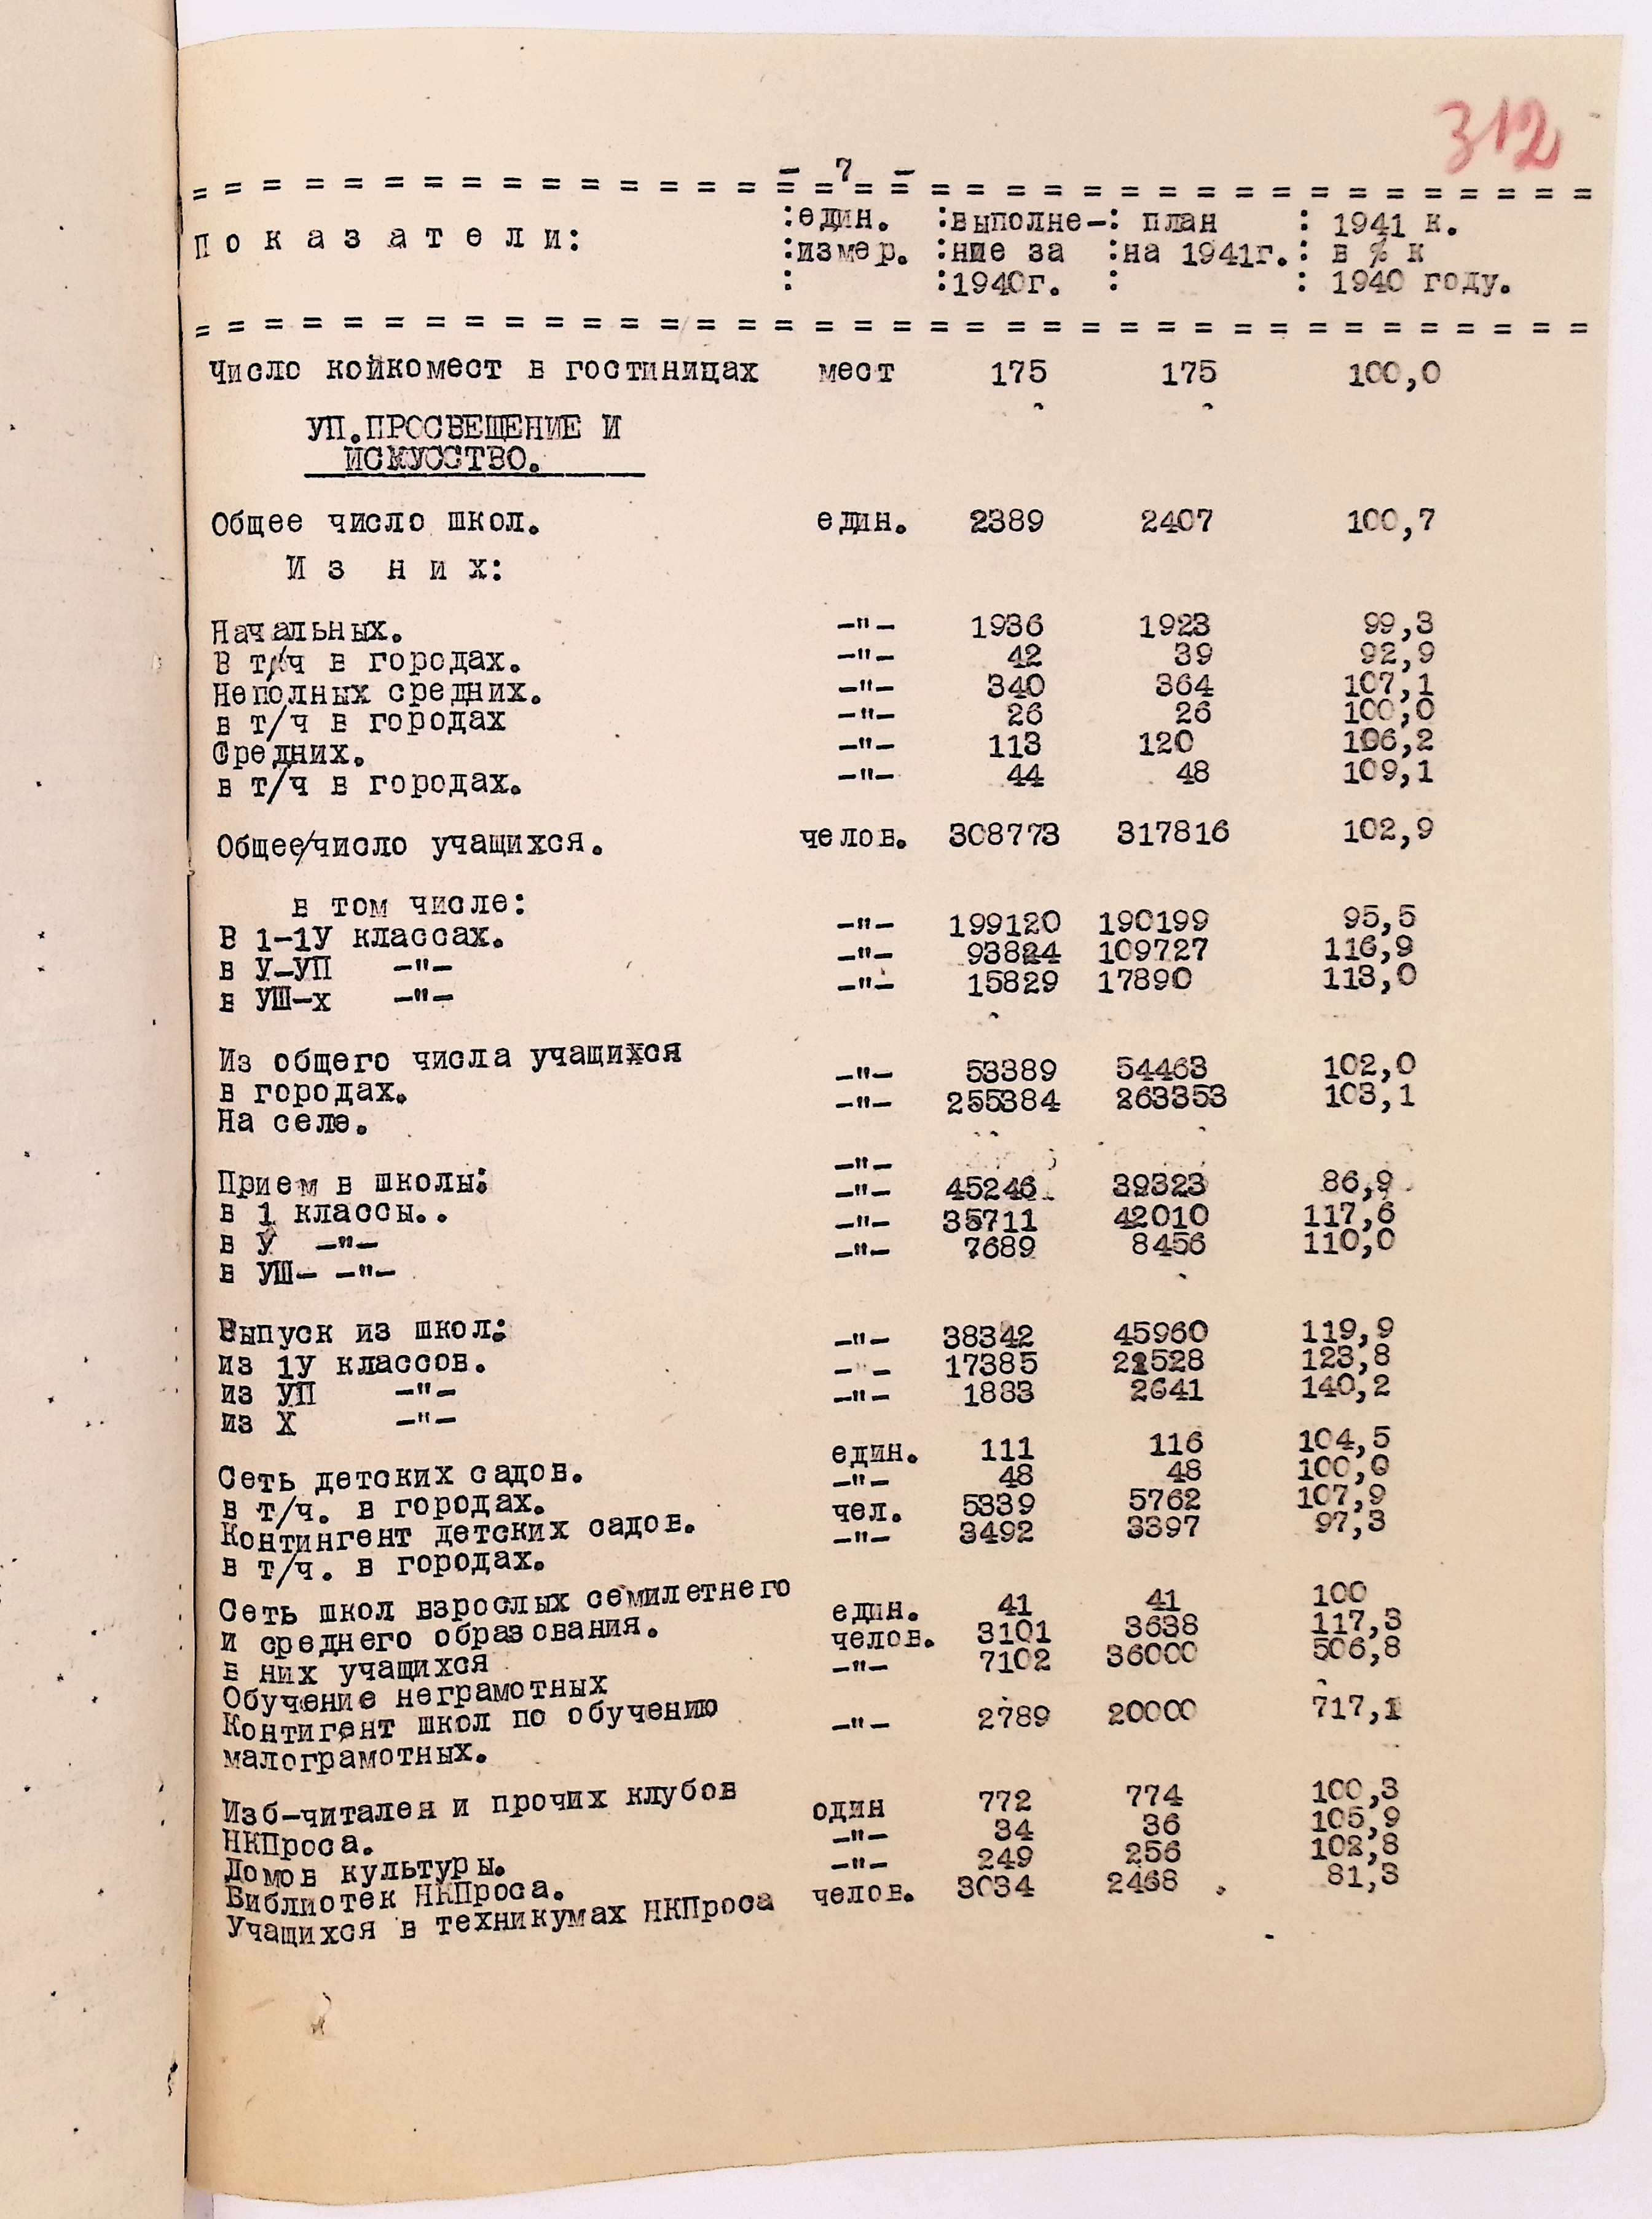 312
- 7 -
= = = = = = = = = = = = = = = = = = = = = = = = = = = = = = = = = = =
:един. :выполне-: план : 1941 к.
П о к а з а т е л и: :измер. :ние за :на 1941г.: в % к
: :1940г. : : 1940 году.
= = = = = = = = = = = = = = = = = = = = = = = = = = = = = = = = = = =
Число койкомест в гостиницах мест 175 175 100,0
УП.ПРОСВЕЩЕНИЕ И
ИСКУССТВО.
Общее число школ. един. 2389 2407 100,7
И з н и х:
Начальных. -"- 1936 1923 99,3
В т/ч в городах. -"- 42 39 92,9
Неполных средних. -"- 340 364 107,1
в т/ч в городах -"- 26 26 100,0
Средних. -"- 113 120 106,2
в т/ч в городах. -"- 44 48 109,1
Общее/число учащихся. челов. 308773 317816 102,9
в том числе:
В 1-1У классах. -"- 199120 190199 95,5
в У-УП -"- -"- 93824 109727 116,9
в УШ-х -"- -"- 15829 17890 113,0
Из общего числа учащихся
в городах. -"- 53389 54463 102,0
На селе. -"- 255384 263353 103,1
Прием в школы: -"-
в 1 классы.. -"- 45246 39323 86,9
в У -"- -"- 35711 42010 117,6
в УШ- -"- -"- 7689 8456 110,0
Выпуск из школ:
из 1У классов. -"- 38342 45960 119,9
из УП -"- - - 17385 21528 123,8
из Х -"- -"- 1883 2641 140,2
Сеть детских садов. един. 111 116 104,5
в т/ч. в городах. -"- 48 48 100,0
Контингент детских садов. чел. 5339 5762 107,9
в т/ч. в городах. -"- 3492 3397 97,3
Сеть школ взрослых семилетнего
и среднего образования. един. 41 41 100
в них учащихся челов. 3101 3638 117,3
Обучение неграмотных -"- 7102 36000 506,8
Контигент школ по обучению
малограмотных. -"- 2789 20000 717,1
Изб-читален и прочих клубов
НКПроса. один 772 774 100,3
Домов культуры. -"- 34 36 105,9
Библиотек НКПроса. -"- 249 256 102,8
Учащихся в техникумах НКПроса челов. 3034 2468 81,3